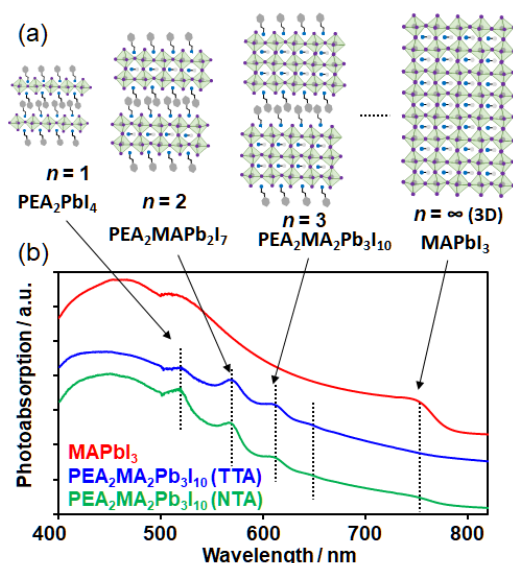 (a)
n = 1
PEA₂PbI₄
n = 2
PEA₂MAPb₂I₇
n = 3
PEA₂MA₂Pb₃I₁₀
n = ∞ (3D)
MAPbI₃
(b)
Photoabsorption / a.u.
MAPbI₃
PEA₂MA₂Pb₃I₁₀ (TTA)
PEA₂MA₂Pb₃I₁₀ (NTA)
400 500 600 700 800
Wavelength / nm